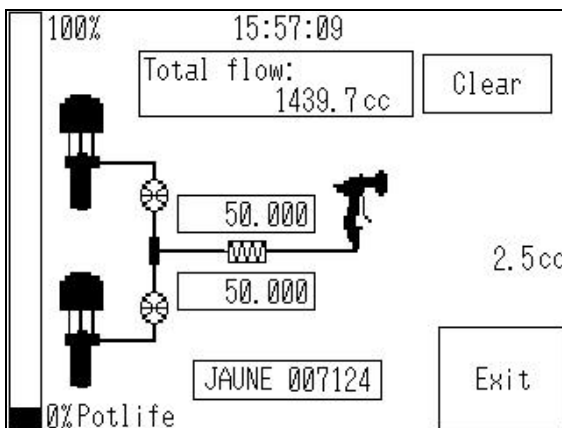 100%
15:57:09
Total flow:
1439.7cc
Clear
50.000
50.000
2.5cc
JAUNE 007124
Exit
0%Potlife